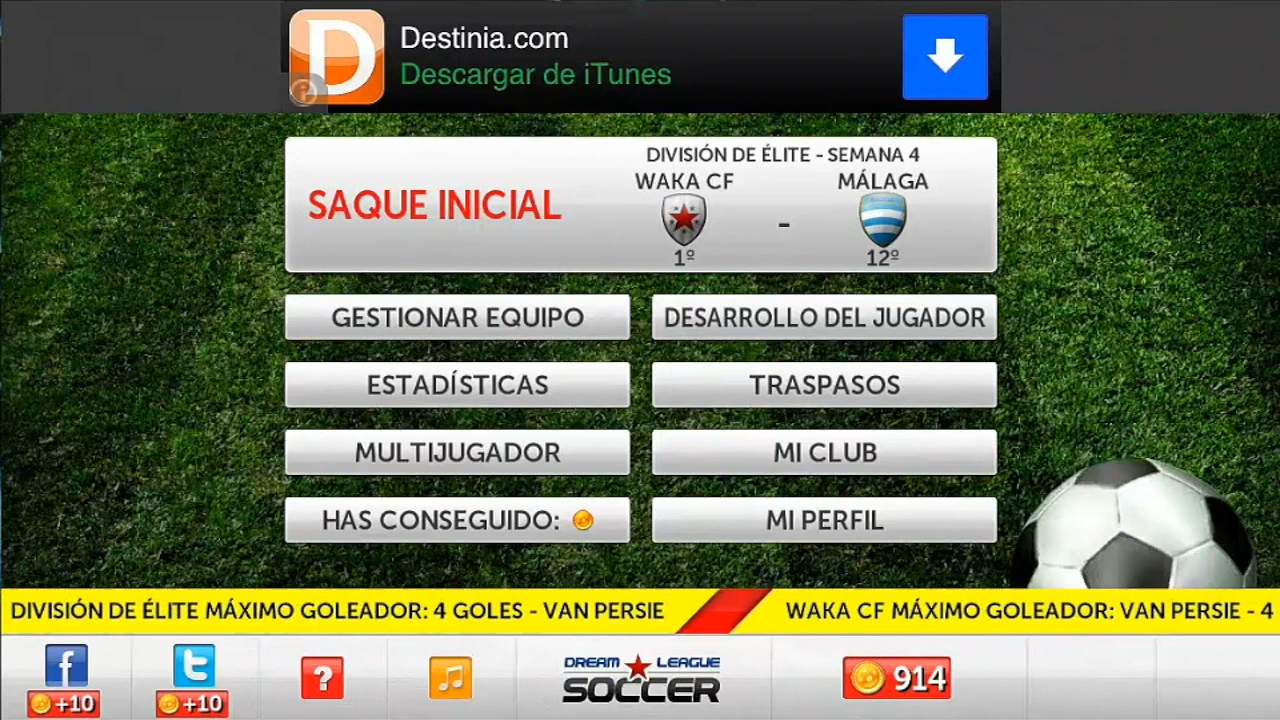 Destinia.com
Descargar de iTunes
DIVISIÓN DE ÉLITE - SEMANA 4
WAKA CF
MÁLAGA
SAQUE INICIAL
-
1º
12º
GESTIONAR EQUIPO
DESARROLLO DEL JUGADOR
ESTADÍSTICAS
TRASPASOS
MULTIJUGADOR
MI CLUB
HAS CONSEGUIDO:
MI PERFIL
DIVISIÓN DE ÉLITE MÁXIMO GOLEADOR: 4 GOLES - VAN PERSIE
WAKA CF MÁXIMO GOLEADOR: VAN PERSIE - 4
+10
+10
?
DREAM LEAGUE
SOCCER
914